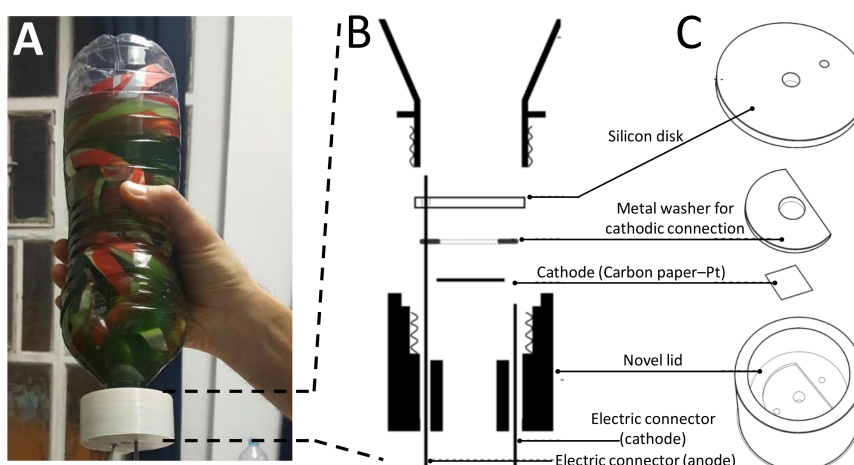 A
B
C
Silicon disk
Metal washer for
cathodic connection
Cathode (Carbon paper–Pt)
Novel lid
Electric connector
(cathode)
Electric connector (anode)